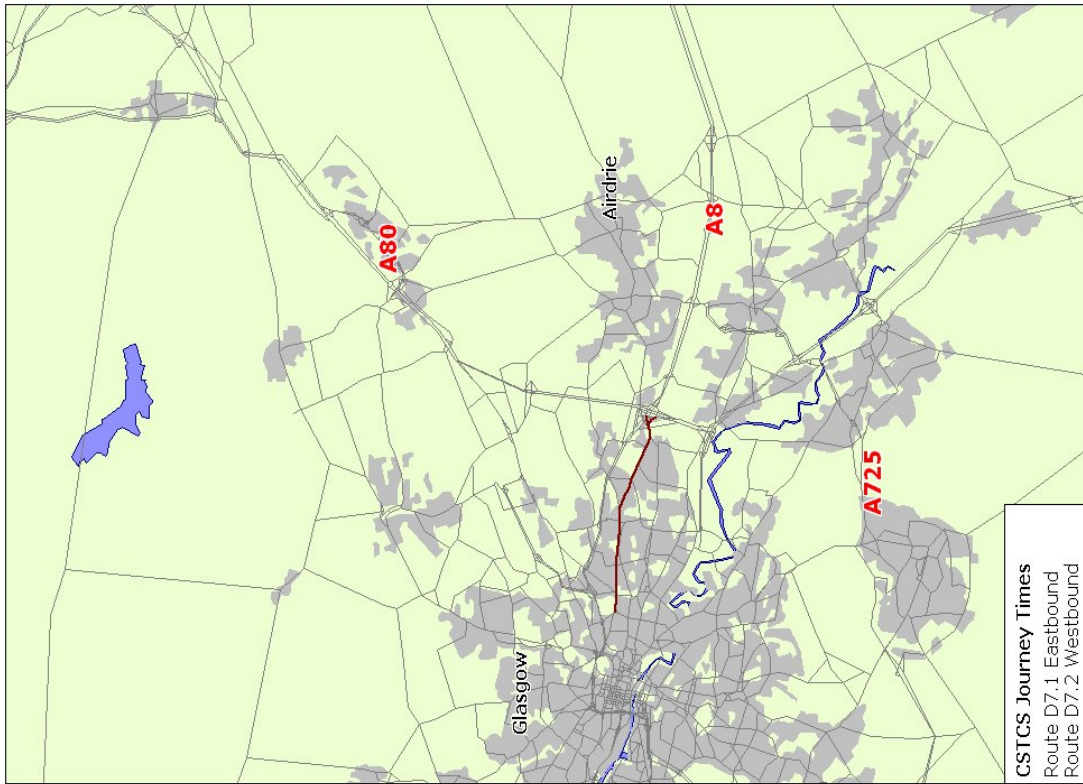 A80
Airdrie
A8
Glasgow
A725
CSTCS Journey Times
Route D7.1 Eastbound
Route D7.2 Westbound